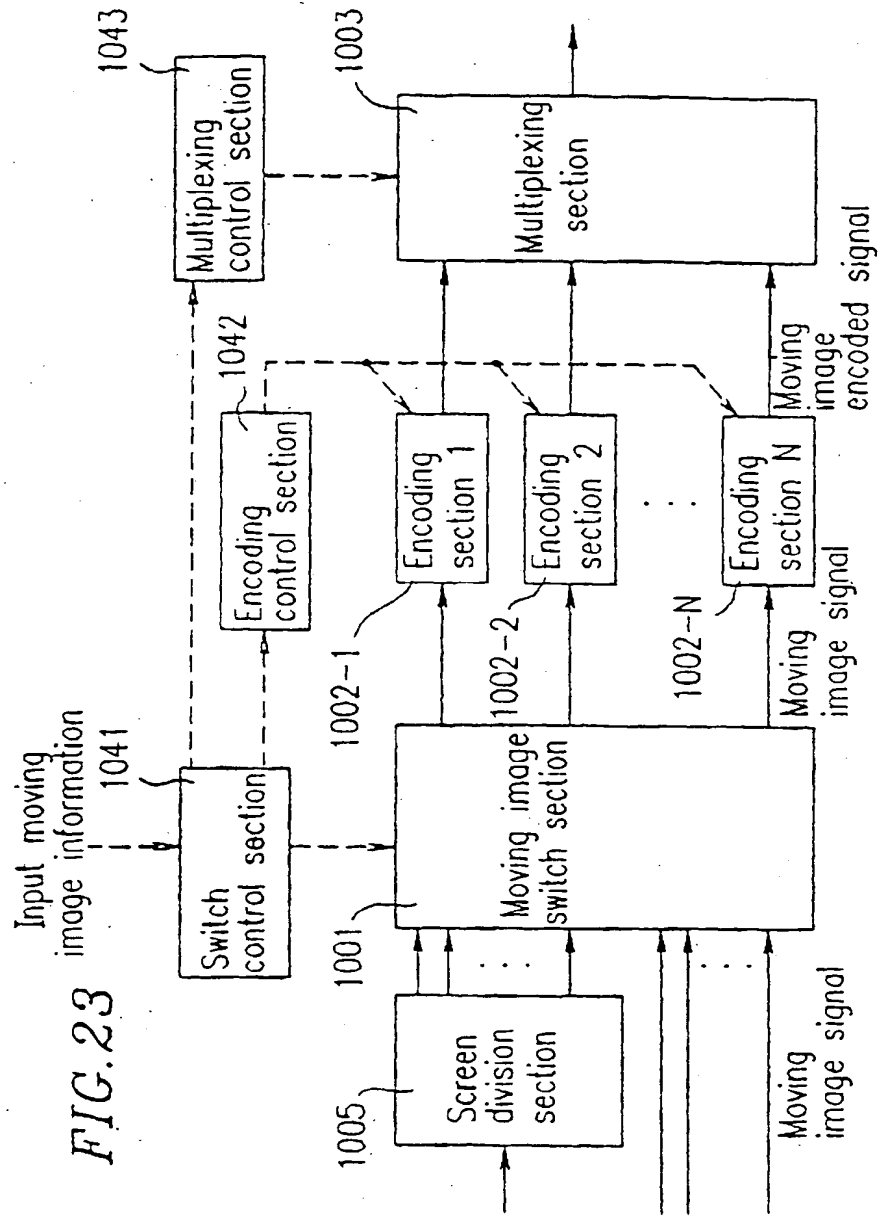 FIG.23
Input moving
image information
1041
Switch
control section
1043
Multiplexing
control section
1042
Encoding
control section
1005
Screen
division
section
1001
Moving image
switch section
1002-1
Encoding
section 1
1002-2
Encoding
section 2
1002-N
Encoding
section N
1003
Multiplexing
section
Moving
image signal
Moving
image signal
Moving
image
encoded signal